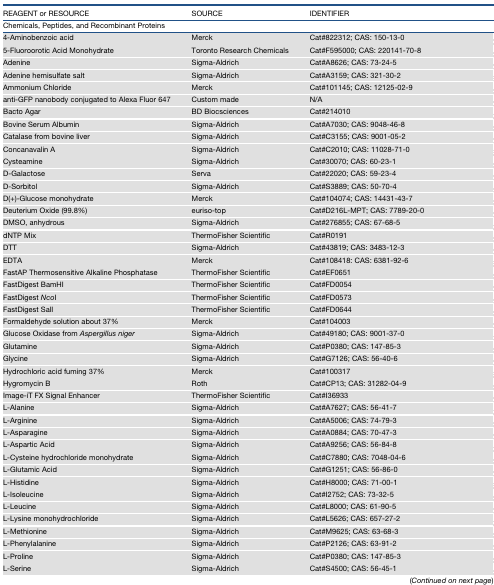 REAGENT or RESOURCE SOURCE IDENTIFIER
Chemicals, Peptides, and Recombinant Proteins
4-Aminobenzoic acid Merck Cat#822312; CAS: 150-13-0
5-Fluoroorotic Acid Monohydrate Toronto Research Chemicals Cat#F595000; CAS: 220141-70-8
Adenine Sigma-Aldrich Cat#A8626; CAS: 73-24-5
Adenine hemisulfate salt Sigma-Aldrich Cat#A3159; CAS: 321-30-2
Ammonium Chloride Merck Cat#101145; CAS: 12125-02-9
anti-GFP nanobody conjugated to Alexa Fluor 647 Custom made N/A
Bacto Agar BD Biocsciences Cat#214010
Bovine Serum Albumin Sigma-Aldrich Cat#A7030; CAS: 9048-46-8
Catalase from bovine liver Sigma-Aldrich Cat#C3155; CAS: 9001-05-2
Concanavalin A Sigma-Aldrich Cat#C2010; CAS: 11028-71-0
Cysteamine Sigma-Aldrich Cat#30070; CAS: 60-23-1
D-Galactose Serva Cat#22020; CAS: 59-23-4
D-Sorbitol Sigma-Aldrich Cat#S3889; CAS: 50-70-4
D(+)-Glucose monohydrate Merck Cat#104074; CAS: 14431-43-7
Deuterium Oxide (99.8%) euriso-top Cat#D216L-MPT; CAS: 7789-20-0
DMSO, anhydrous Sigma-Aldrich Cat#276855; CAS: 67-68-5
dNTP Mix ThermoFisher Scientific Cat#R0191
DTT Sigma-Aldrich Cat#43819; CAS: 3483-12-3
EDTA Merck Cat#108418: CAS: 6381-92-6
FastAP Thermosensitive Alkaline Phosphatase ThermoFisher Scientific Cat#EF0651
FastDigest BamHI ThermoFisher Scientific Cat#FD0054
FastDigest NcoI ThermoFisher Scientific Cat#FD0573
FastDigest SalI ThermoFisher Scientific Cat#FD0644
Formaldehyde solution about 37% Merck Cat#104003
Glucose Oxidase from Aspergillus niger Sigma-Aldrich Cat#49180; CAS: 9001-37-0
Glutamine Sigma-Aldrich Cat#P0380; CAS: 147-85-3
Glycine Sigma-Aldrich Cat#G7126; CAS: 56-40-6
Hydrochloric acid fuming 37% Merck Cat#100317
Hygromycin B Roth Cat#CP13; CAS: 31282-04-9
Image-iT FX Signal Enhancer ThermoFisher Scientific Cat#I36933
L-Alanine Sigma-Aldrich Cat#A7627; CAS: 56-41-7
L-Arginine Sigma-Aldrich Cat#A5006; CAS: 74-79-3
L-Asparagine Sigma-Aldrich Cat#A0884; CAS: 70-47-3
L-Aspartic Acid Sigma-Aldrich Cat#A9256; CAS: 56-84-8
L-Cysteine hydrochloride monohydrate Sigma-Aldrich Cat#C7880; CAS: 7048-04-6
L-Glutamic Acid Sigma-Aldrich Cat#G1251; CAS: 56-86-0
L-Histidine Sigma-Aldrich Cat#H8000; CAS: 71-00-1
L-Isoleucine Sigma-Aldrich Cat#I2752; CAS: 73-32-5
L-Leucine Sigma-Aldrich Cat#L8000; CAS: 61-90-5
L-Lysine monohydrochloride Sigma-Aldrich Cat#L5626; CAS: 657-27-2
L-Methionine Sigma-Aldrich Cat#M9625; CAS: 63-68-3
L-Phenylalanine Sigma-Aldrich Cat#P2126; CAS: 63-91-2
L-Proline Sigma-Aldrich Cat#P0380; CAS: 147-85-3
L-Serine Sigma-Aldrich Cat#S4500; CAS: 56-45-1
(Continued on next page)